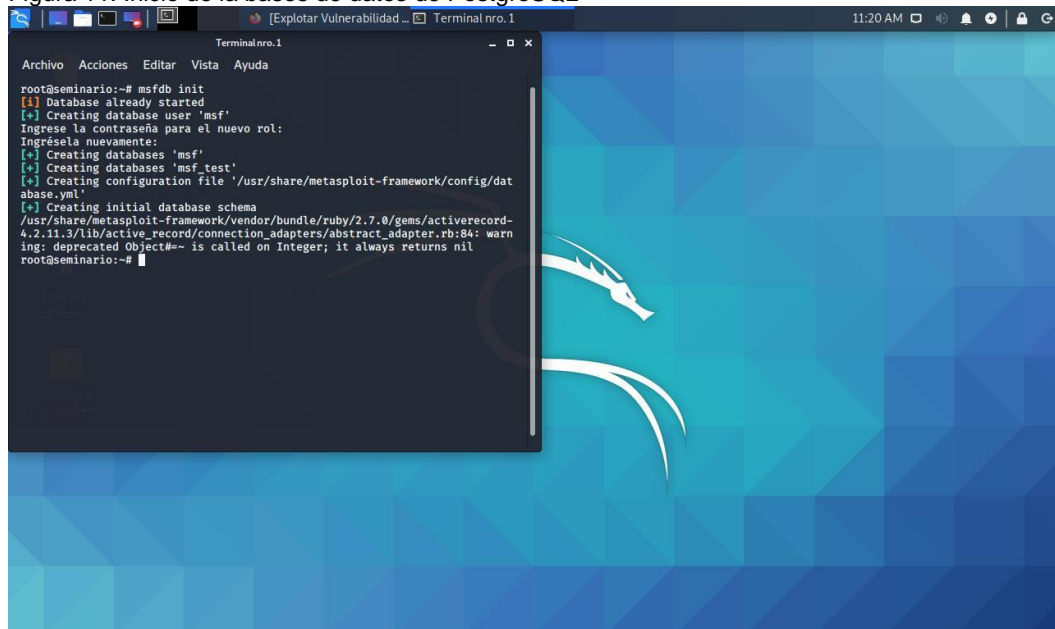 [Explotar Vulnerabilidad ... Terminal nro. 1
11:20 AM
Terminal nro. 1
Archivo Acciones Editar Vista Ayuda
root@seminario:~# msfdb init
[i] Database already started
[+] Creating database user 'msf'
Ingrese la contraseña para el nuevo rol:
Ingrésela nuevamente:
[+] Creating databases 'msf'
[+] Creating databases 'msf_test'
[+] Creating configuration file '/usr/share/metasploit-framework/config/dat
abase.yml'
[+] Creating initial database schema
/usr/share/metasploit-framework/vendor/bundle/ruby/2.7.0/gems/activerecord-
4.2.11.3/lib/active_record/connection_adapters/abstract_adapter.rb:84: warn
ing: deprecated Object#=~ is called on Integer; it always returns nil
root@seminario:~#